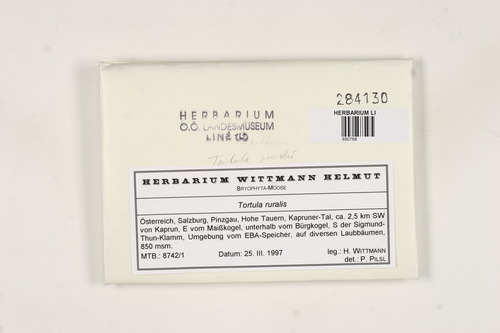 284130
HERBARIUM
O.Ö. LANDESMUSEUM
LINZ
HERBARIUM LI
Tortula ruralis
HERBARIUM WITTMANN HELMUT
BRYOPHYTA-MOOSE
Tortula ruralis
Österreich, Salzburg, Pinzgau, Hohe Tauern, Kapruner-Tal, ca. 2,5 km SW
von Kaprun, E vom Maißkogel, unterhalb vom Bürgkogel, S der Sigmund-
Thun-Klamm, Umgebung vom EBA-Speicher, auf diversen Laubbäumen,
850 msm.
MTB.: 8742/1 Datum: 25. III. 1997 leg.: H. WITTMANN
det.: P. PILSL